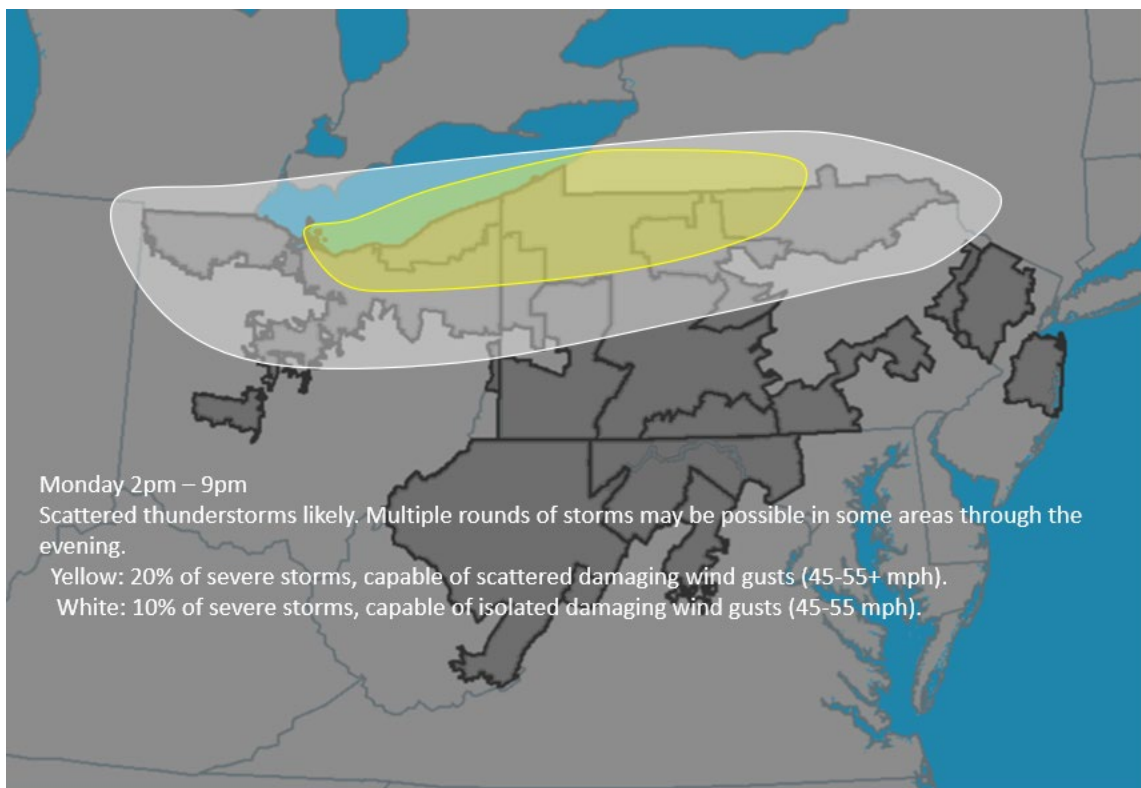 Monday 2pm – 9pm
Scattered thunderstorms likely. Multiple rounds of storms may be possible in some areas through the
evening.
Yellow: 20% of severe storms, capable of scattered damaging wind gusts (45-55+ mph).
White: 10% of severe storms, capable of isolated damaging wind gusts (45-55 mph).